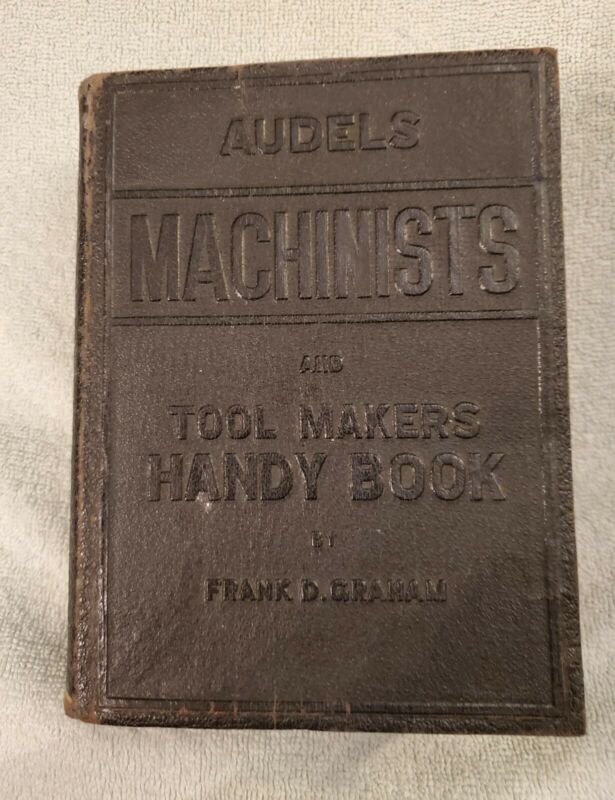 AUDELS
MACHINISTS
AND
TOOL MAKERS
HANDY BOOK
BY
FRANK D. GRAHAM